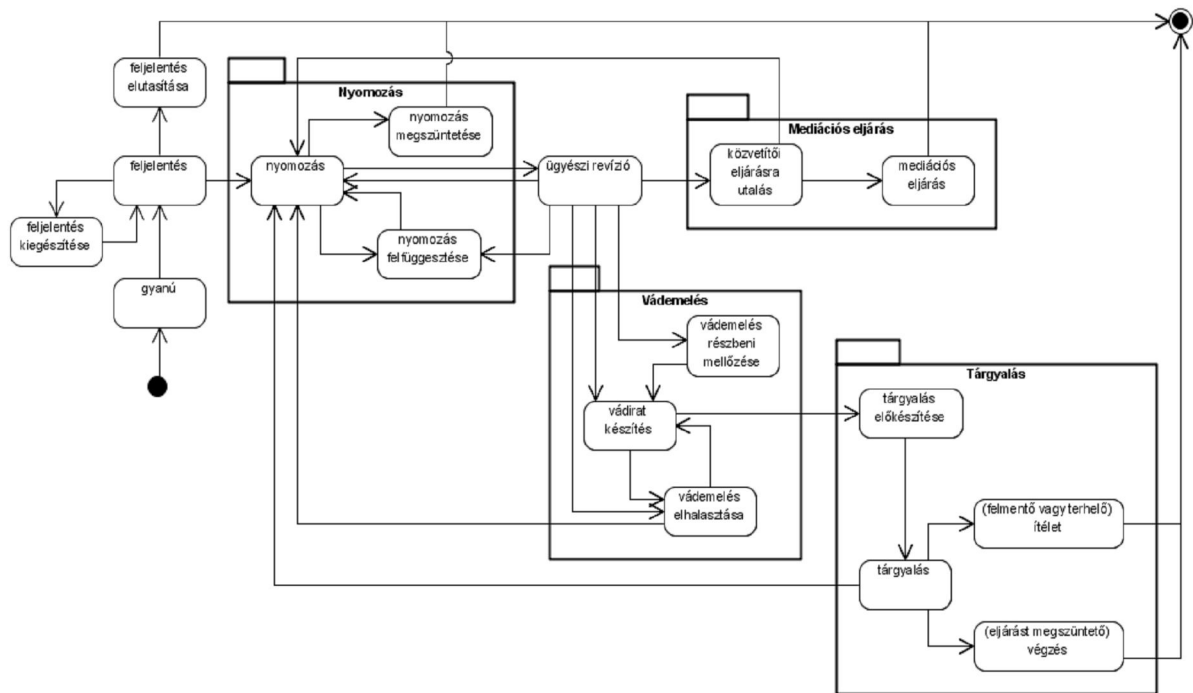 feljelentés
elutasítása
Nyomozás
nyomozás
megszüntetése
Mediációs eljárás
feljelentés
nyomozás
ügyészi revízió
közvetítői
eljárásra
utalás
mediációs
eljárás
feljelentés
kiegészítése
nyomozás
felfüggesztése
gyanú
Vádemelés
vádemelés
részbeni
mellőzése
Tárgyalás
vádirat
készítés
tárgyalás
előkészítése
vádemelés
elhalasztása
(felmentő vagy terhelő)
ítélet
tárgyalás
(eljárást megszüntető)
végzés